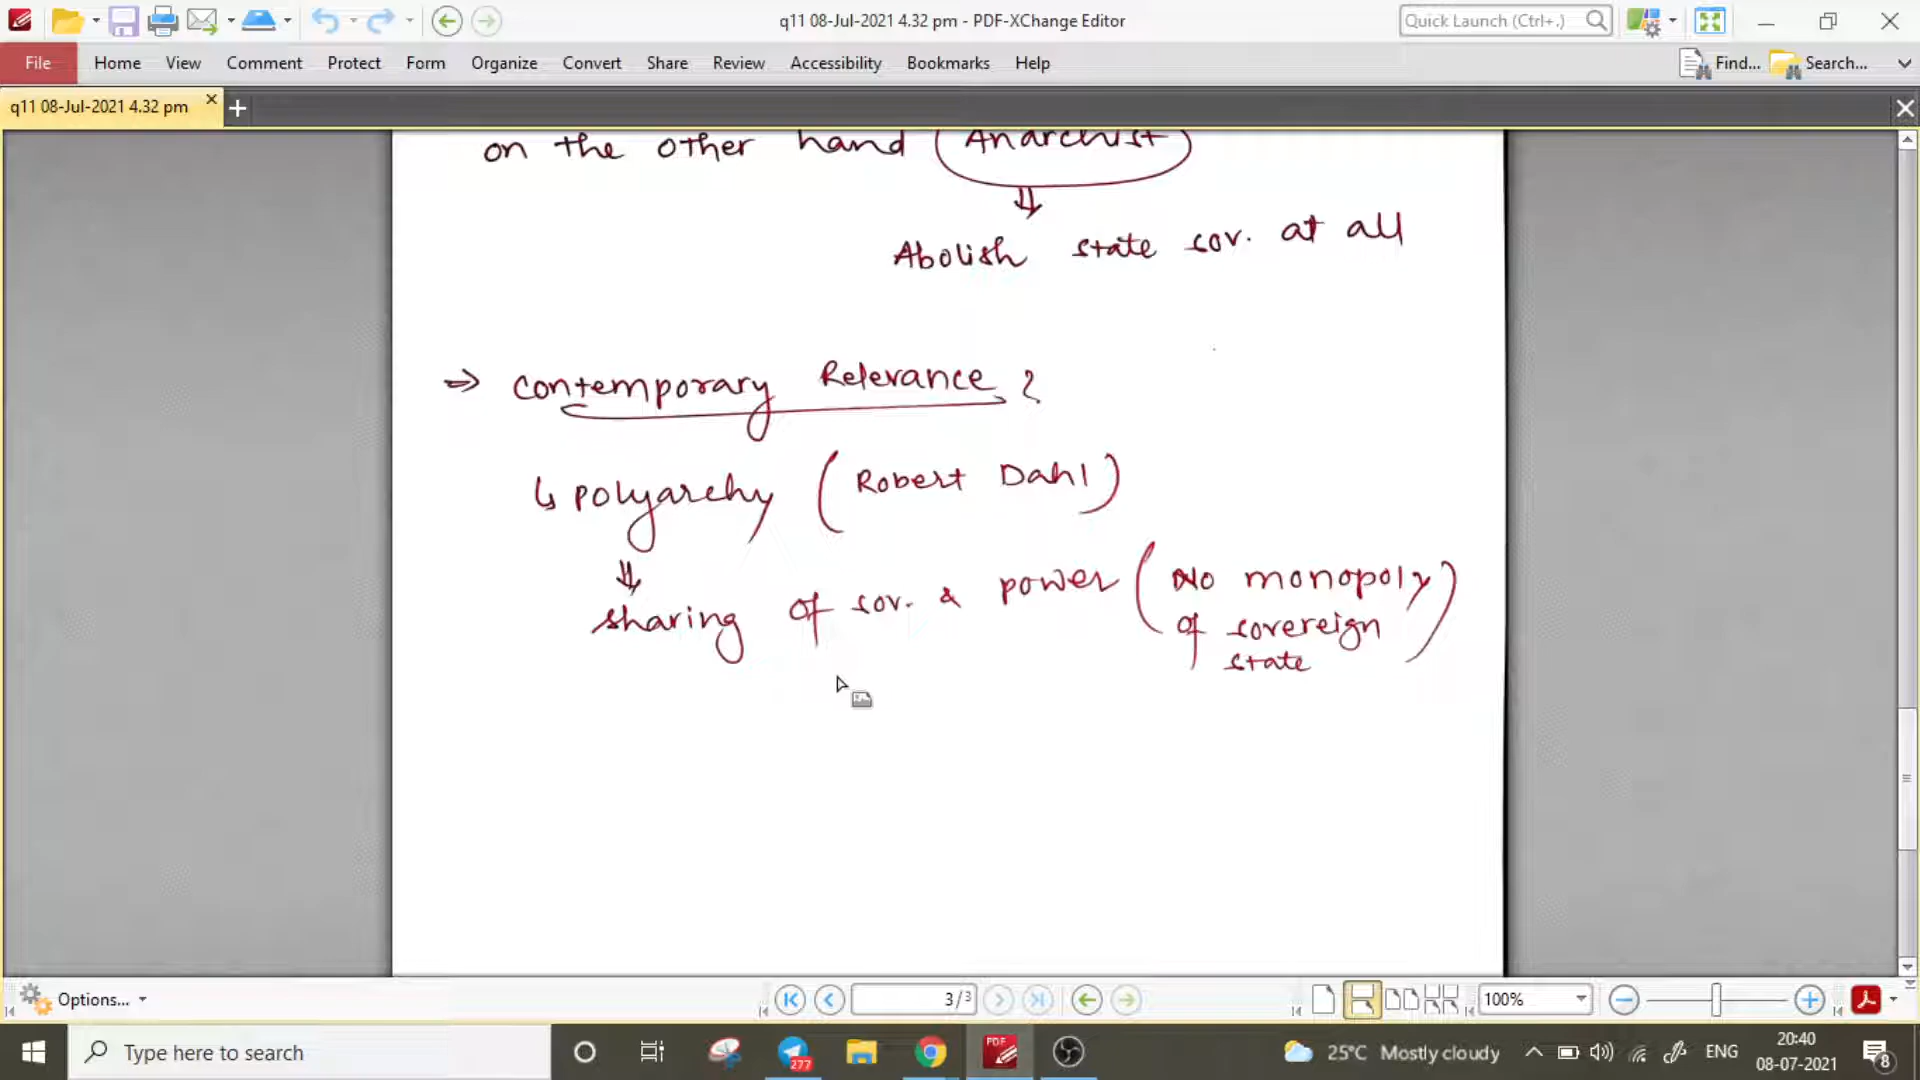 q11 08-Jul-2021 4.32 pm - PDF-XChange Editor
Quick Launch (Ctrl+.)
File Home View Comment Protect Form Organize Convert Share Review Accessibility Bookmarks Help
Find... Search...
q11 08-Jul-2021 4.32 pm
on the other hand (Anarchist)
Abolish state sov. at all
⇒ Contemporary Relevance ?
↳ polyarchy (Robert Dahl)
sharing of sov. & power (No monopoly
of sovereign
state)
Options...
3/3
100%
Type here to search
277
PDF
25°C Mostly cloudy
ENG
20:40
08-07-2021
8